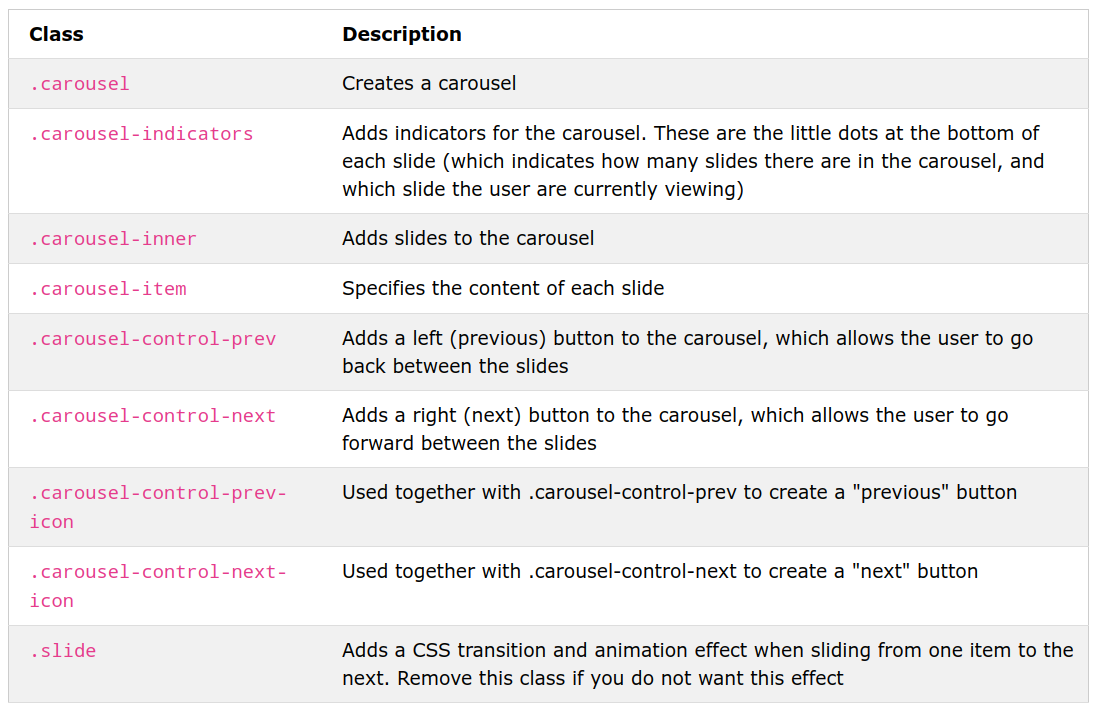 Class Description
.carousel Creates a carousel
.carousel-indicators Adds indicators for the carousel. These are the little dots at the bottom of
each slide (which indicates how many slides there are in the carousel, and
which slide the user are currently viewing)
.carousel-inner Adds slides to the carousel
.carousel-item Specifies the content of each slide
.carousel-control-prev Adds a left (previous) button to the carousel, which allows the user to go
back between the slides
.carousel-control-next Adds a right (next) button to the carousel, which allows the user to go
forward between the slides
.carousel-control-prev- Used together with .carousel-control-prev to create a "previous" button
icon
.carousel-control-next- Used together with .carousel-control-next to create a "next" button
icon
.slide Adds a CSS transition and animation effect when sliding from one item to the
next. Remove this class if you do not want this effect